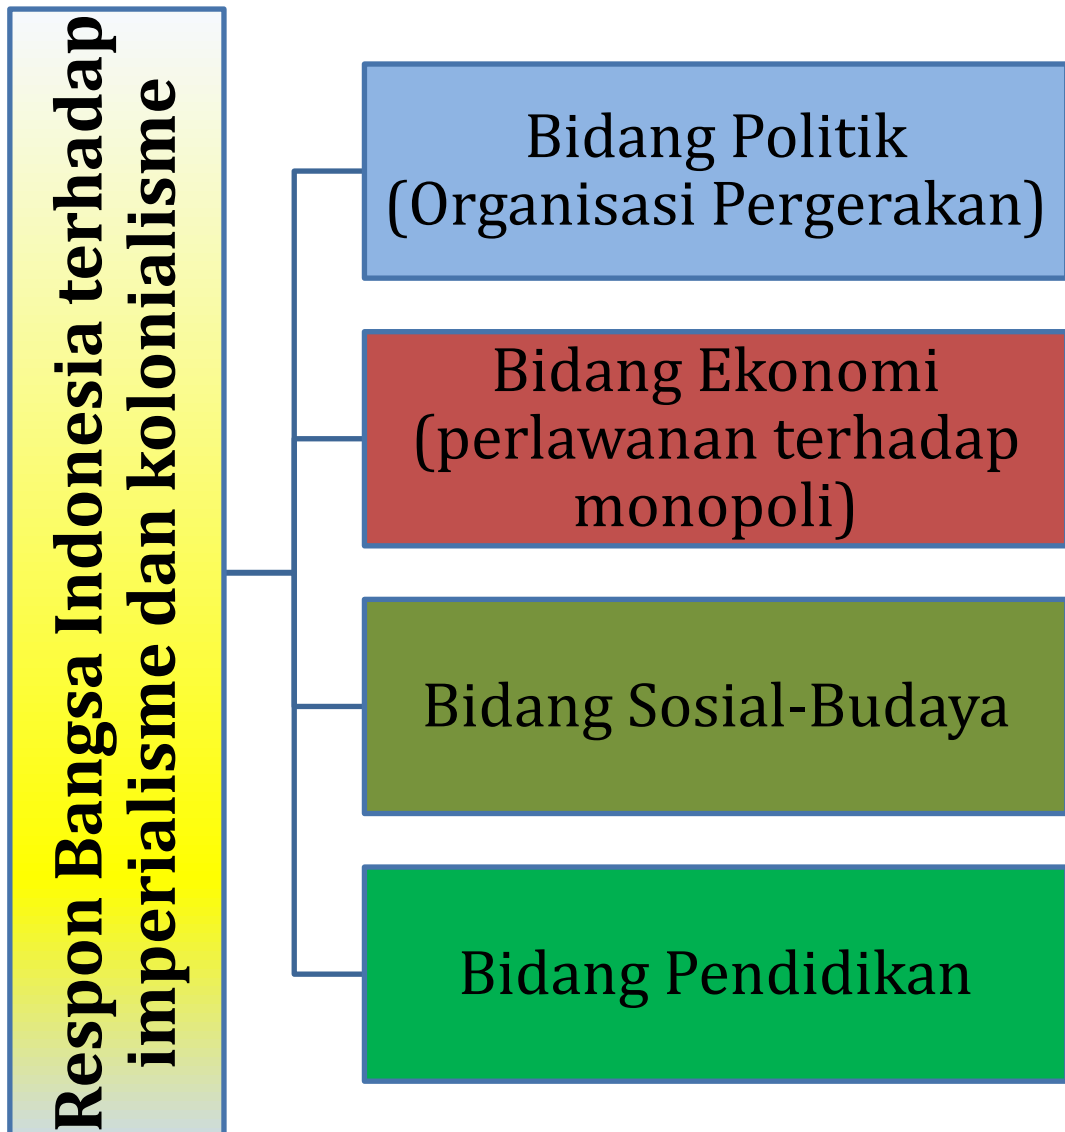 Respon Bangsa Indonesia terhadap
imperialisme dan kolonialisme
Bidang Politik
(Organisasi Pergerakan)
Bidang Ekonomi
(perlawanan terhadap
monopoli)
Bidang Sosial-Budaya
Bidang Pendidikan